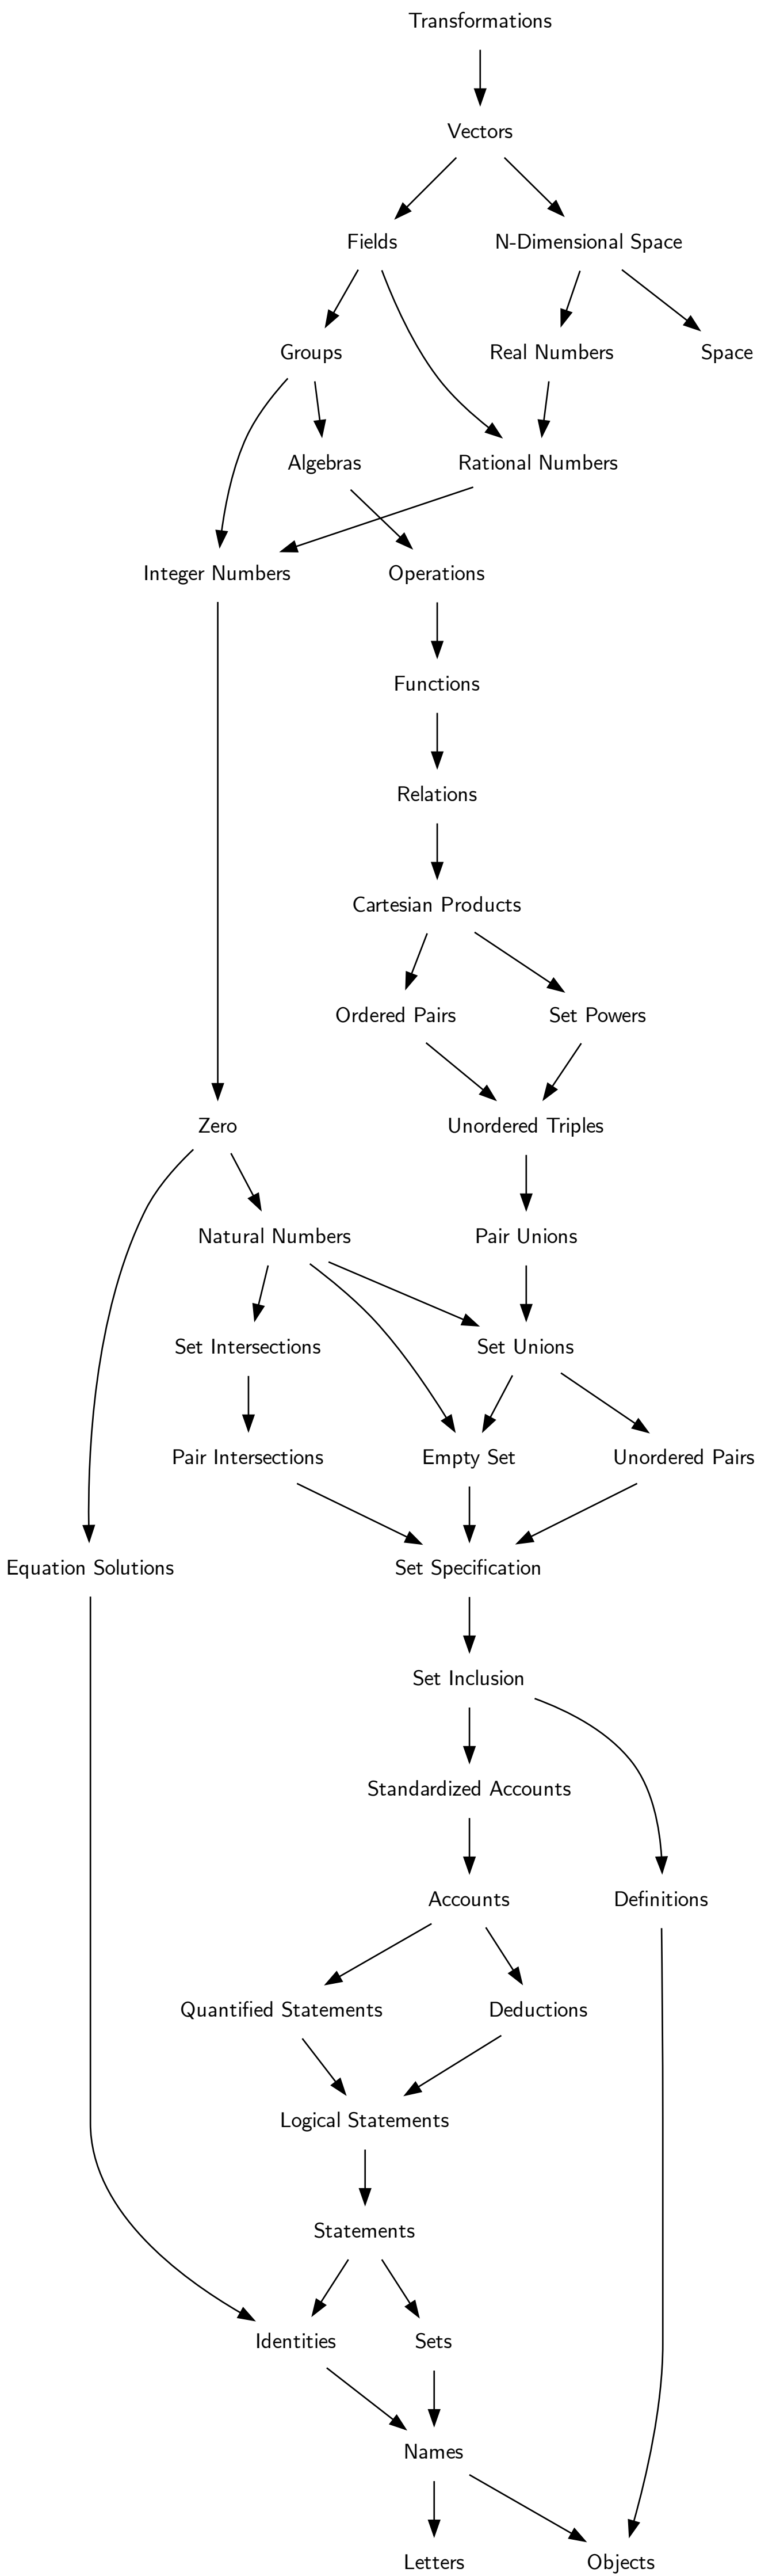 Transformations
Vectors
Fields
N-Dimensional Space
Groups
Real Numbers
Space
Algebras
Rational Numbers
Integer Numbers
Operations
Functions
Relations
Cartesian Products
Ordered Pairs
Set Powers
Zero
Unordered Triples
Natural Numbers
Pair Unions
Set Intersections
Set Unions
Pair Intersections
Empty Set
Unordered Pairs
Equation Solutions
Set Specification
Set Inclusion
Standardized Accounts
Accounts
Definitions
Quantified Statements
Deductions
Logical Statements
Statements
Identities
Sets
Names
Letters
Objects